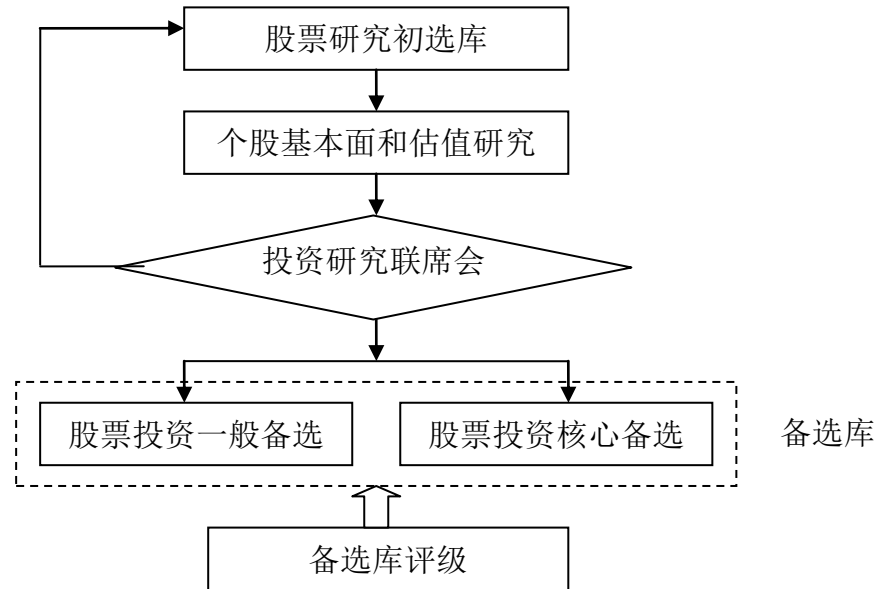 股票研究初选库
个股基本面和估值研究
投资研究联席会
股票投资一般备选
股票投资核心备选
备选库
备选库评级